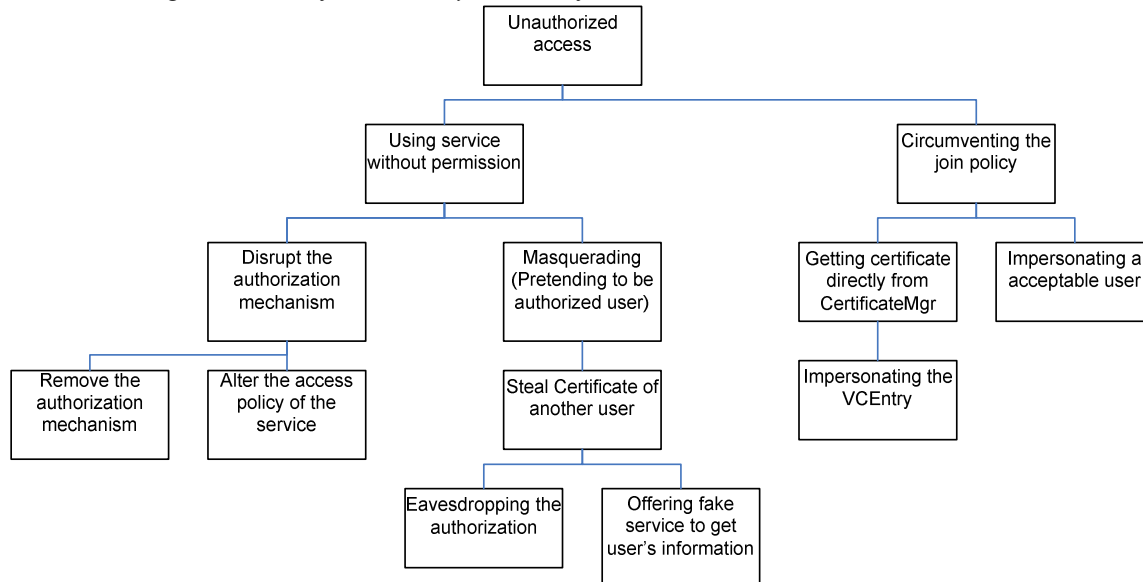 Unauthorized
access
Using service
without permission
Circumventing the
join policy
Disrupt the
authorization
mechanism
Masquerading
(Pretending to be
authorized user)
Getting certificate
directly from
CertificateMgr
Impersonating a
acceptable user
Remove the
authorization
mechanism
Alter the access
policy of the
service
Steal Certificate of
another user
Impersonating the
VCEntry
Eavesdropping the
authorization
Offering fake
service to get
user's information